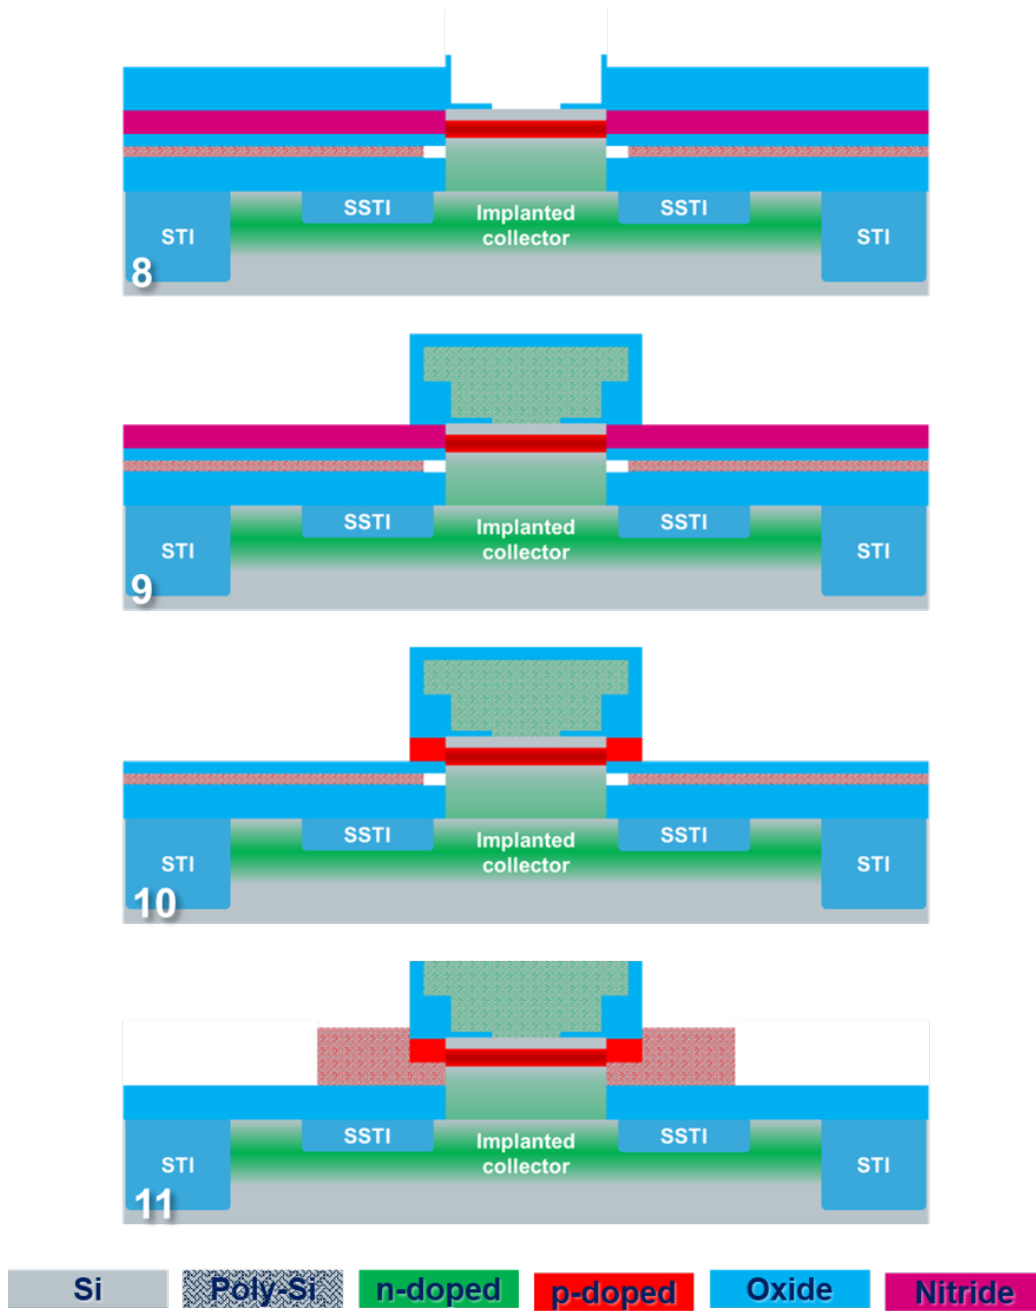 STI
SSTI
Implanted
collector
SSTI
STI
8
STI
SSTI
Implanted
collector
SSTI
STI
9
STI
SSTI
Implanted
collector
SSTI
STI
10
STI
SSTI
Implanted
collector
SSTI
STI
11
Si
Poly-Si
n-doped
p-doped
Oxide
Nitride